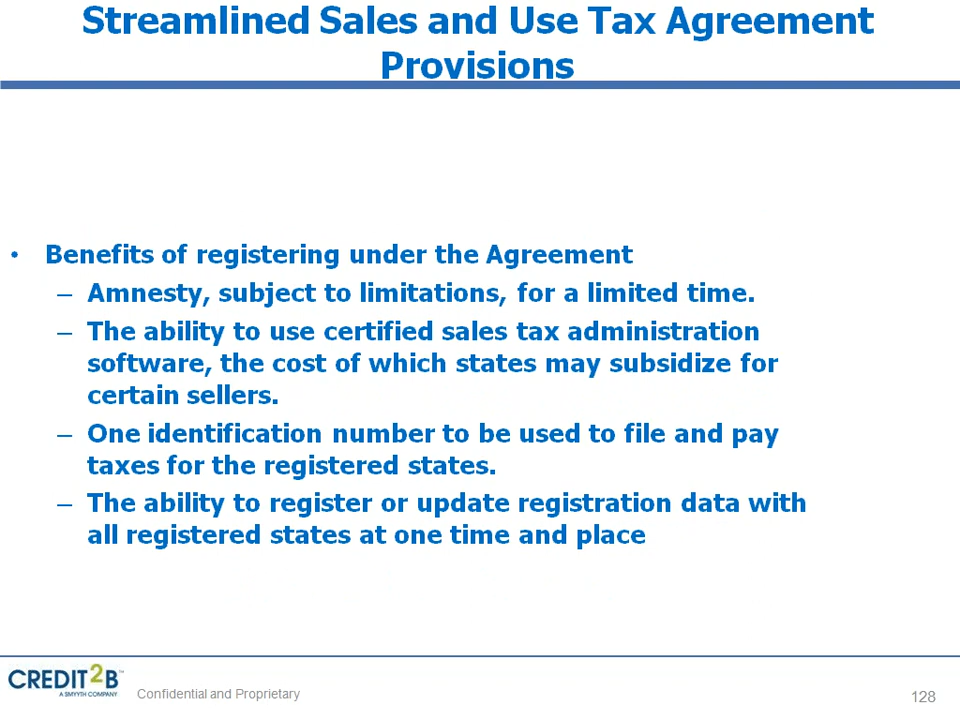 Streamlined Sales and Use Tax Agreement
Provisions
• Benefits of registering under the Agreement
– Amnesty, subject to limitations, for a limited time.
– The ability to use certified sales tax administration
software, the cost of which states may subsidize for
certain sellers.
– One identification number to be used to file and pay
taxes for the registered states.
– The ability to register or update registration data with
all registered states at one time and place
CREDIT2B™
A SMYYTH COMPANY
Confidential and Proprietary
128